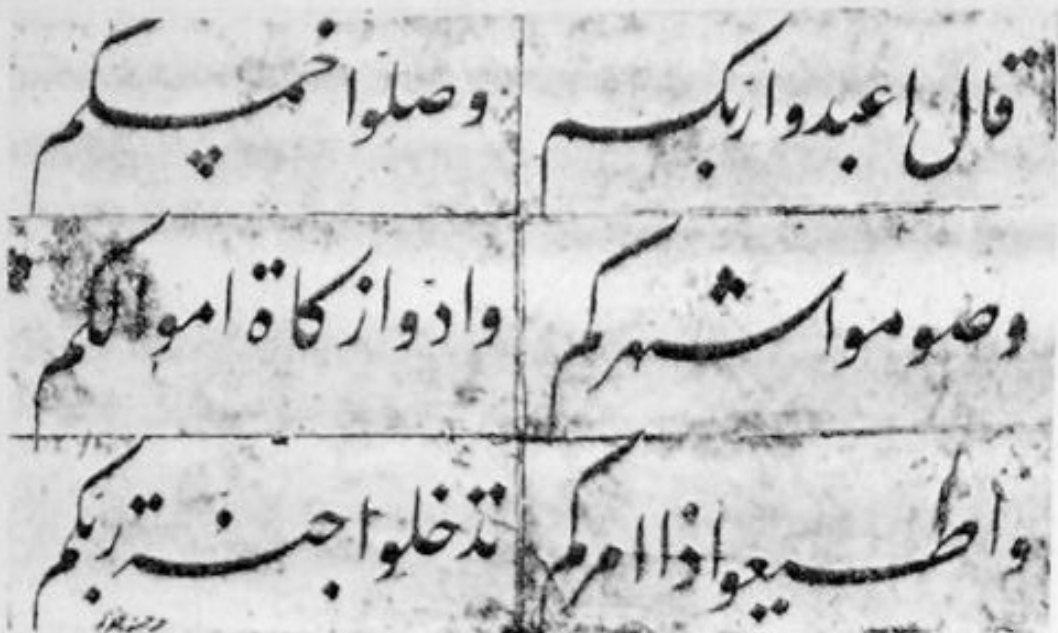 قال اعبدوا ربكم
وصلوا خمسكم
وصوموا شهركم
وادوا زكاة اموالكم
واطيعوا اذا امركم
تدخلوا جنة ربكم